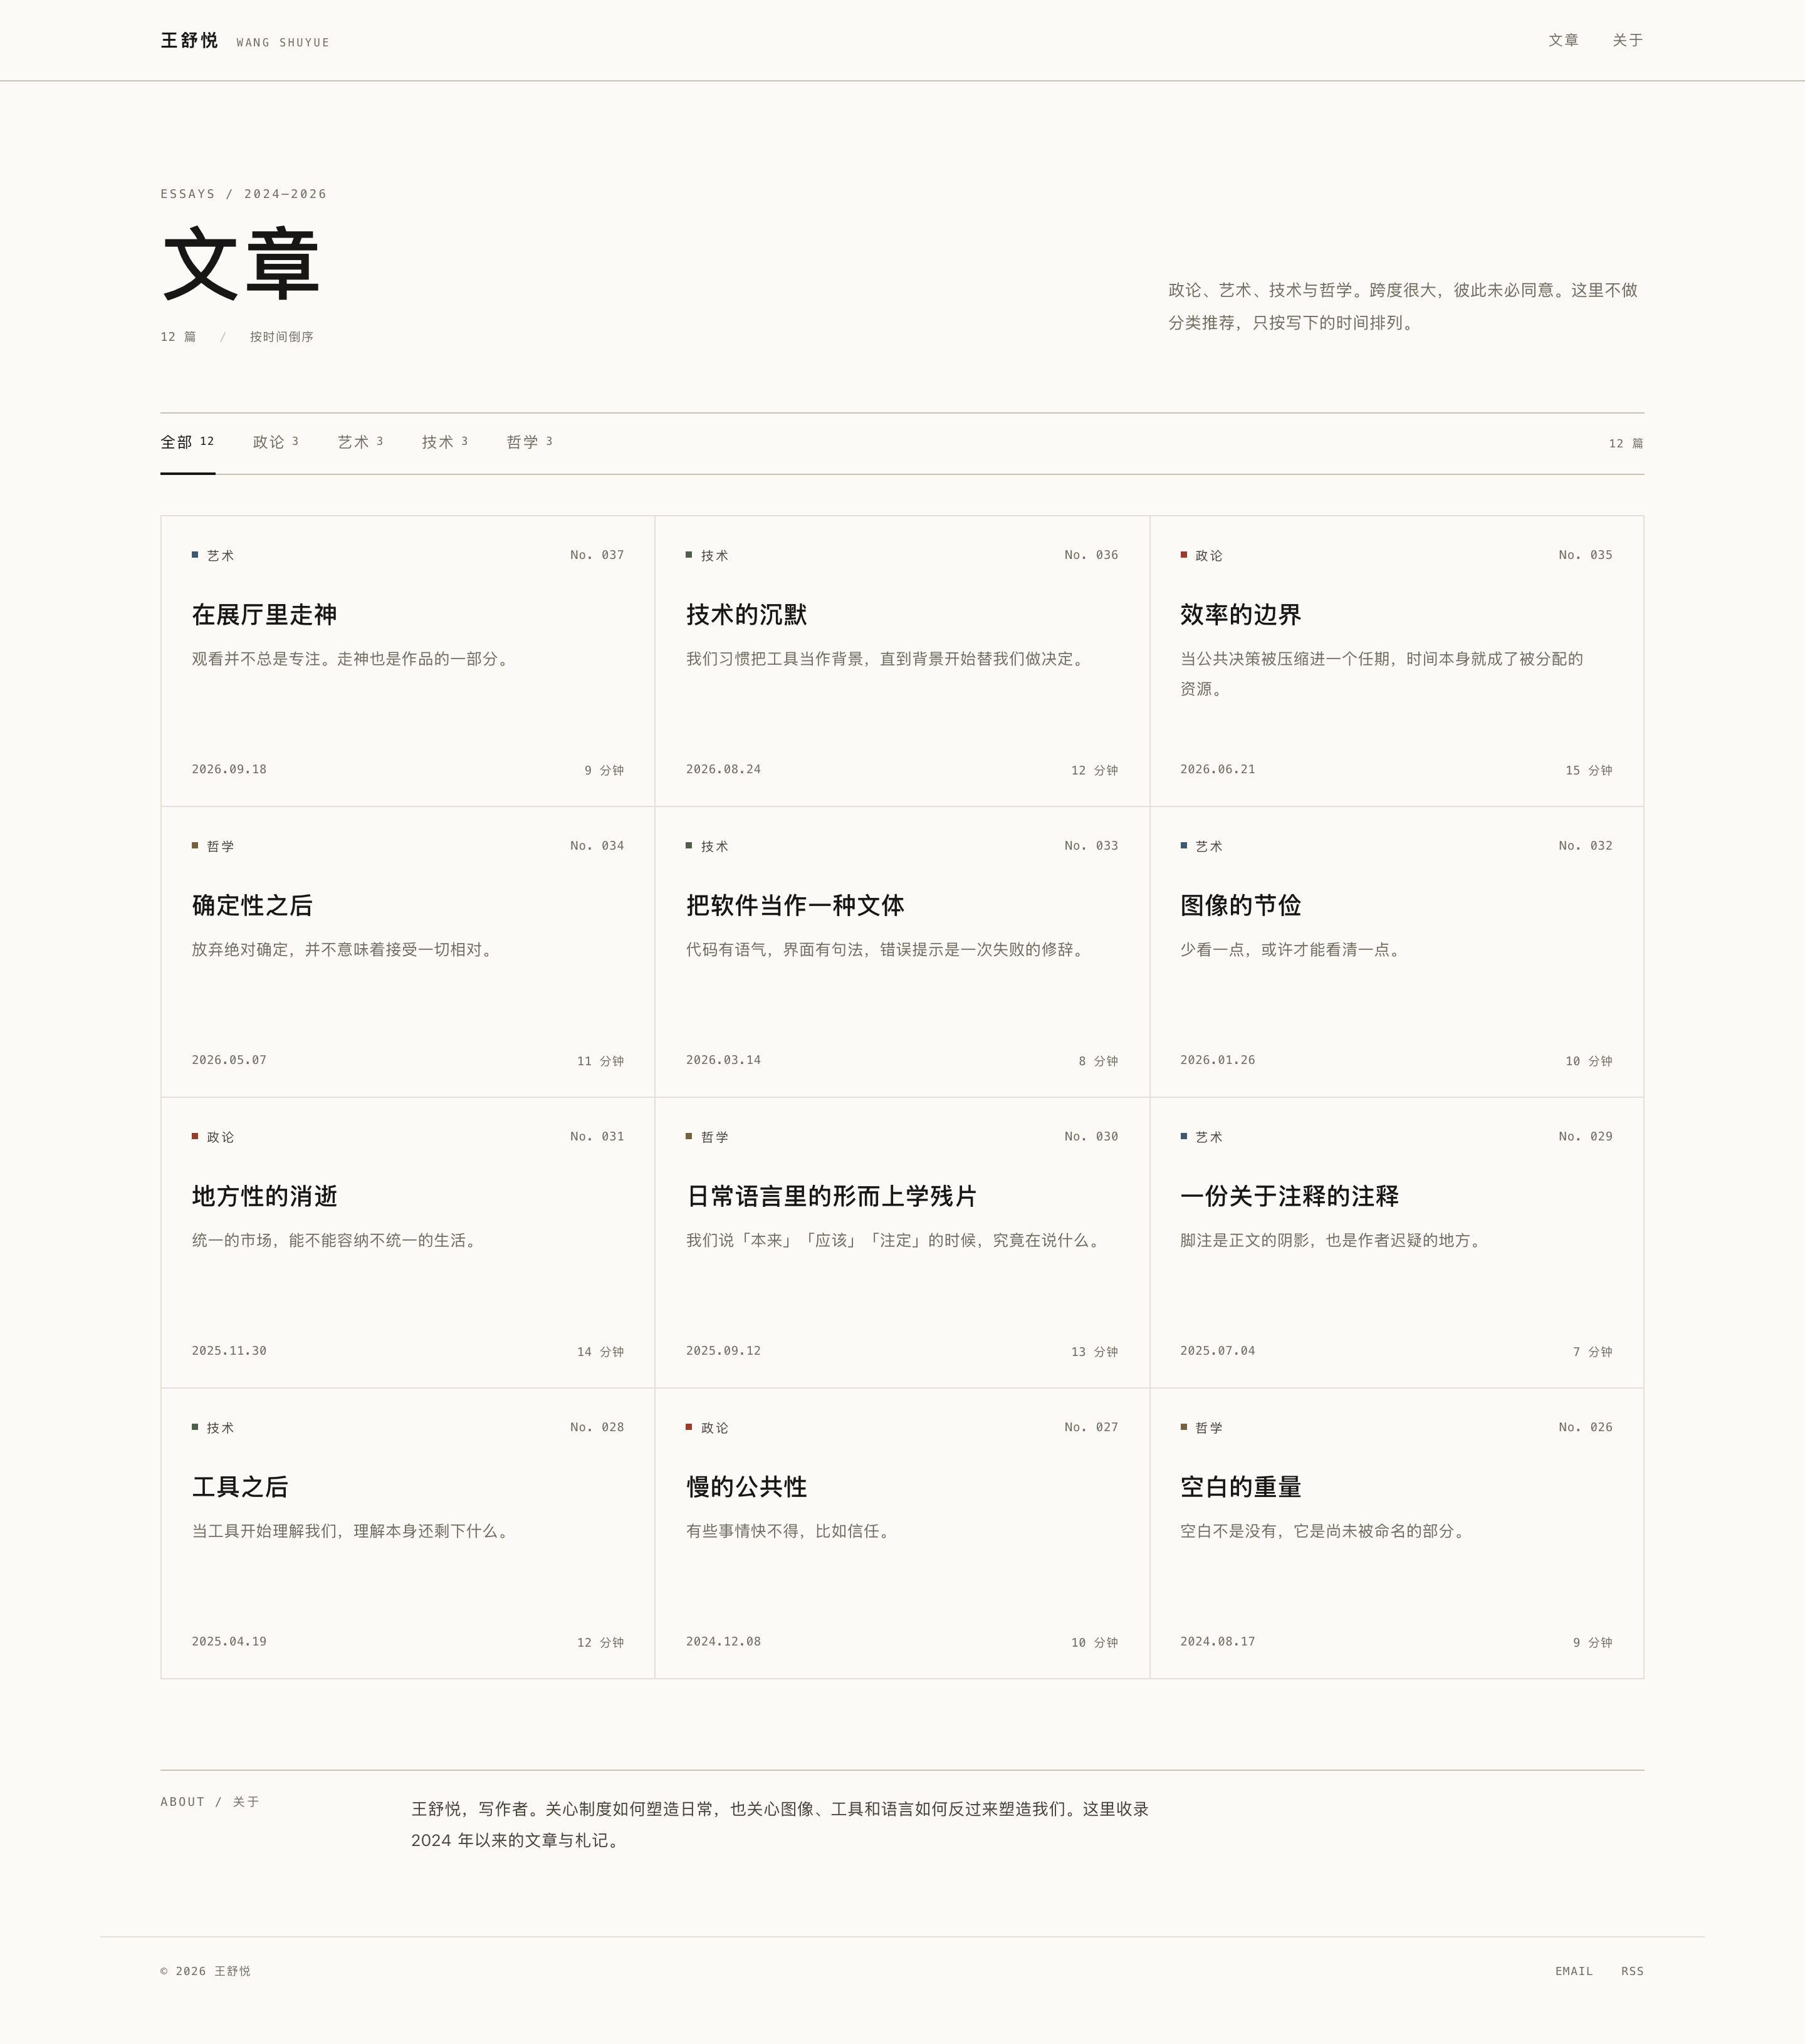 王舒悦 WANG SHUYUE
文章 关于
ESSAYS / 2024—2026
文章
12 篇 / 按时间倒序
政论、艺术、技术与哲学。跨度很大，彼此未必同意。这里不做
分类推荐，只按写下的时间排列。
全部 12 政论 3 艺术 3 技术 3 哲学 3
12 篇
艺术 No. 037
在展厅里走神
观看并不总是专注。走神也是作品的一部分。
2026.09.18 9 分钟
技术 No. 036
技术的沉默
我们习惯把工具当作背景，直到背景开始替我们做决定。
2026.08.24 12 分钟
政论 No. 035
效率的边界
当公共决策被压缩进一个任期，时间本身就成了被分配的
资源。
2026.06.21 15 分钟
哲学 No. 034
确定性之后
放弃绝对确定，并不意味着接受一切相对。
2026.05.07 11 分钟
技术 No. 033
把软件当作一种文体
代码有语气，界面有句法，错误提示是一次失败的修辞。
2026.03.14 8 分钟
艺术 No. 032
图像的节俭
少看一点，或许才能看清一点。
2026.01.26 10 分钟
政论 No. 031
地方性的消逝
统一的市场，能不能容纳不统一的生活。
2025.11.30 14 分钟
哲学 No. 030
日常语言里的形而上学残片
我们说「本来」「应该」「注定」的时候，究竟在说什么。
2025.09.12 13 分钟
艺术 No. 029
一份关于注释的注释
脚注是正文的阴影，也是作者迟疑的地方。
2025.07.04 7 分钟
技术 No. 028
工具之后
当工具开始理解我们，理解本身还剩下什么。
2025.04.19 12 分钟
政论 No. 027
慢的公共性
有些事情快不得，比如信任。
2024.12.08 10 分钟
哲学 No. 026
空白的重量
空白不是没有，它是尚未被命名的部分。
2024.08.17 9 分钟
ABOUT / 关于
王舒悦，写作者。关心制度如何塑造日常，也关心图像、工具和语言如何反过来塑造我们。这里收录
2024 年以来的文章与札记。
© 2026 王舒悦
EMAIL RSS